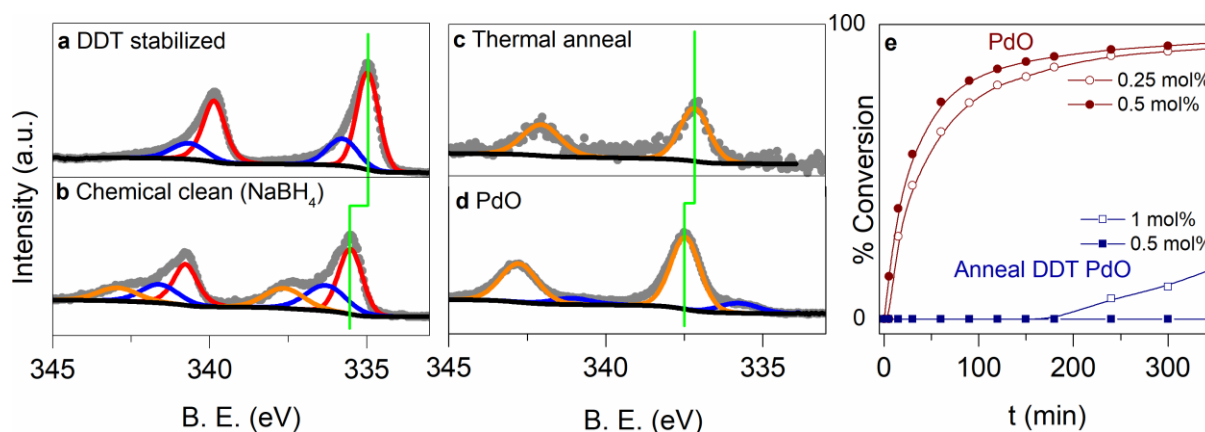 a DDT stabilized
b Chemical clean (NaBH4)
Intensity (a.u.)
345 340 335
B. E. (eV)
c Thermal anneal
d PdO
345 340 335
B. E. (eV)
100
e
PdO
0.25 mol%
0.5 mol%
% Conversion
1 mol%
0.5 mol%
Anneal DDT PdO
0
0 100 200 300
t (min)